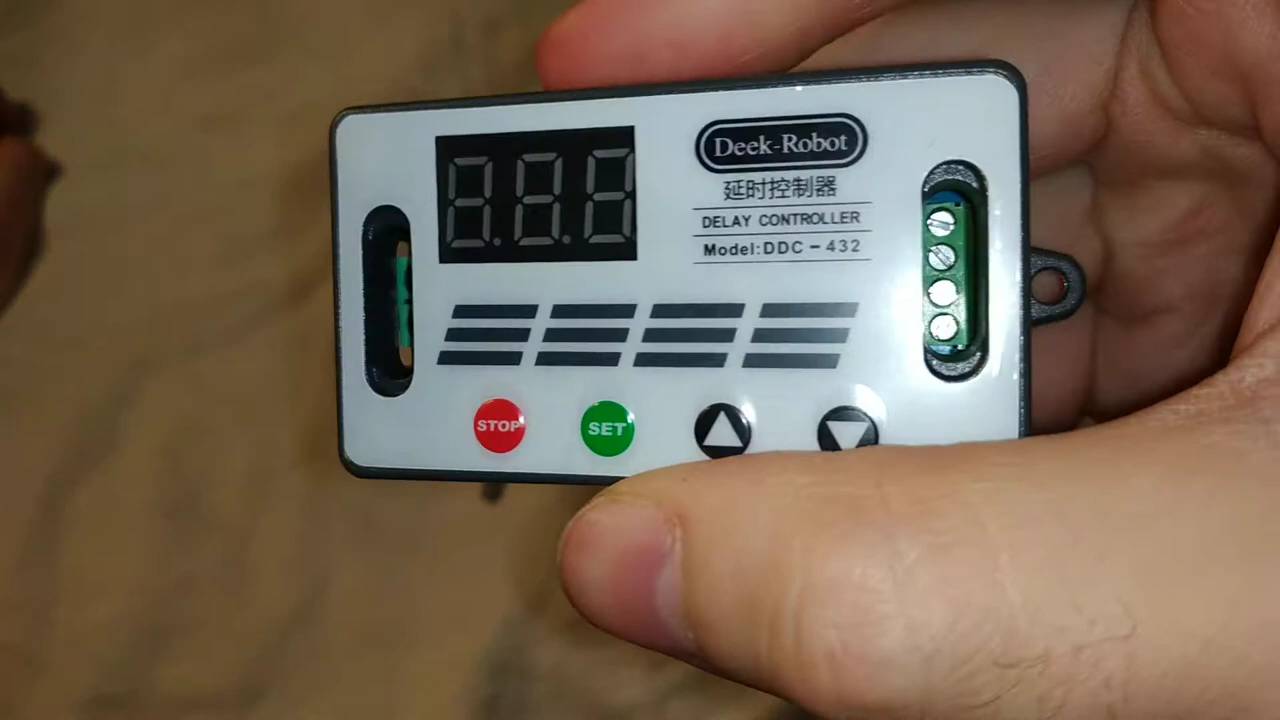 Deek-Robot
延时控制器
DELAY CONTROLLER
Model:DDC-432
STOP
SET